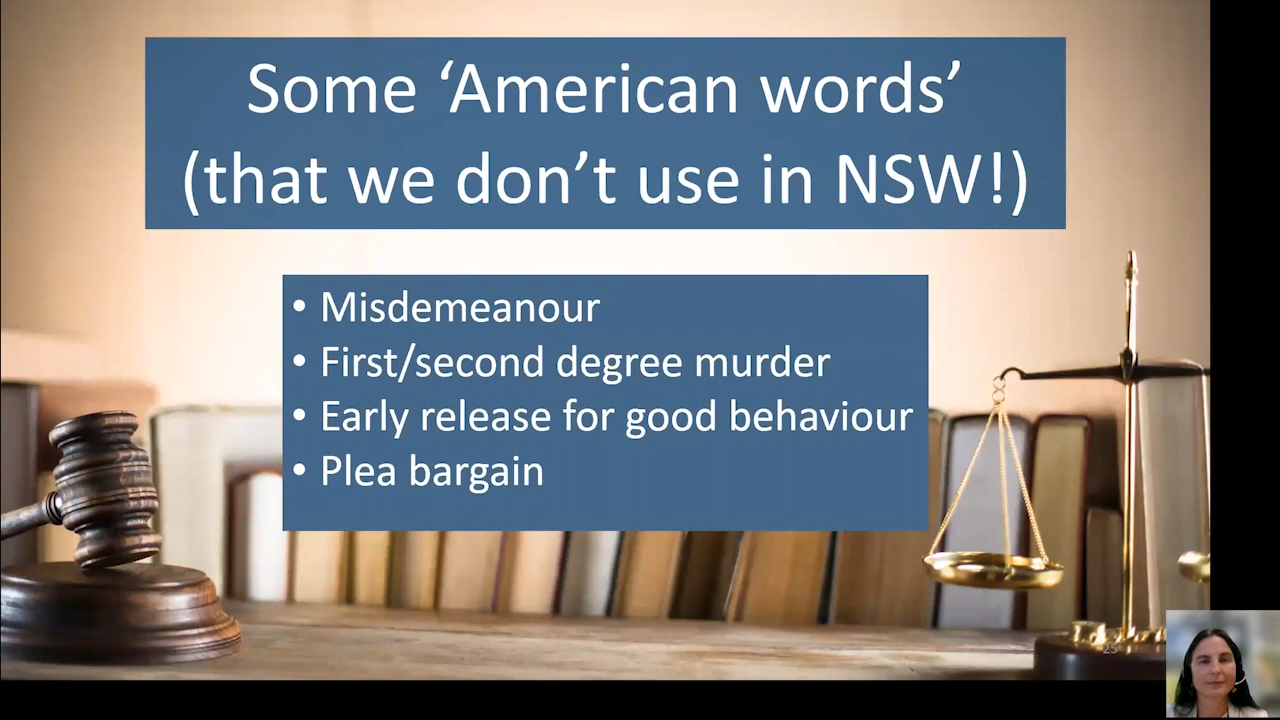 Some ‘American words’
(that we don’t use in NSW!)
• Misdemeanour
• First/second degree murder
• Early release for good behaviour
• Plea bargain
25